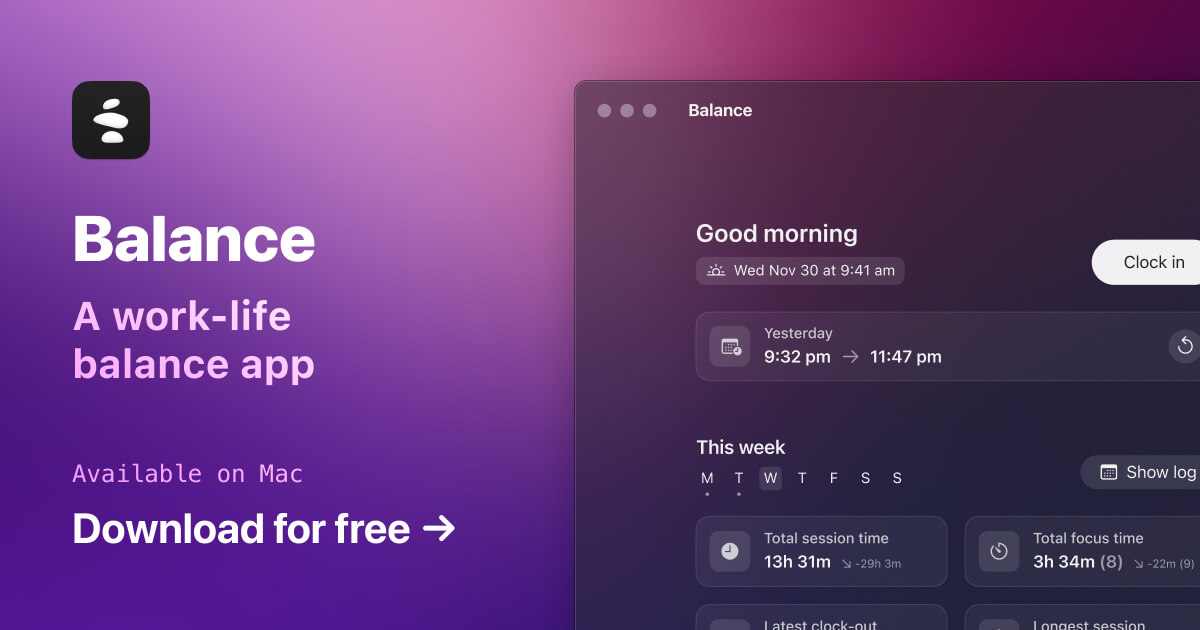 Balance
A work-life
balance app
Available on Mac
Download for free →
Balance
Good morning
Wed Nov 30 at 9:41 am
Clock in
Yesterday
9:32 pm → 11:47 pm
This week
M T W T F S S
Show log
Total session time
13h 31m ↘ -29h 3m
Total focus time
3h 34m (8) ↘ -22m (9)
Latest clock-out
Longest session